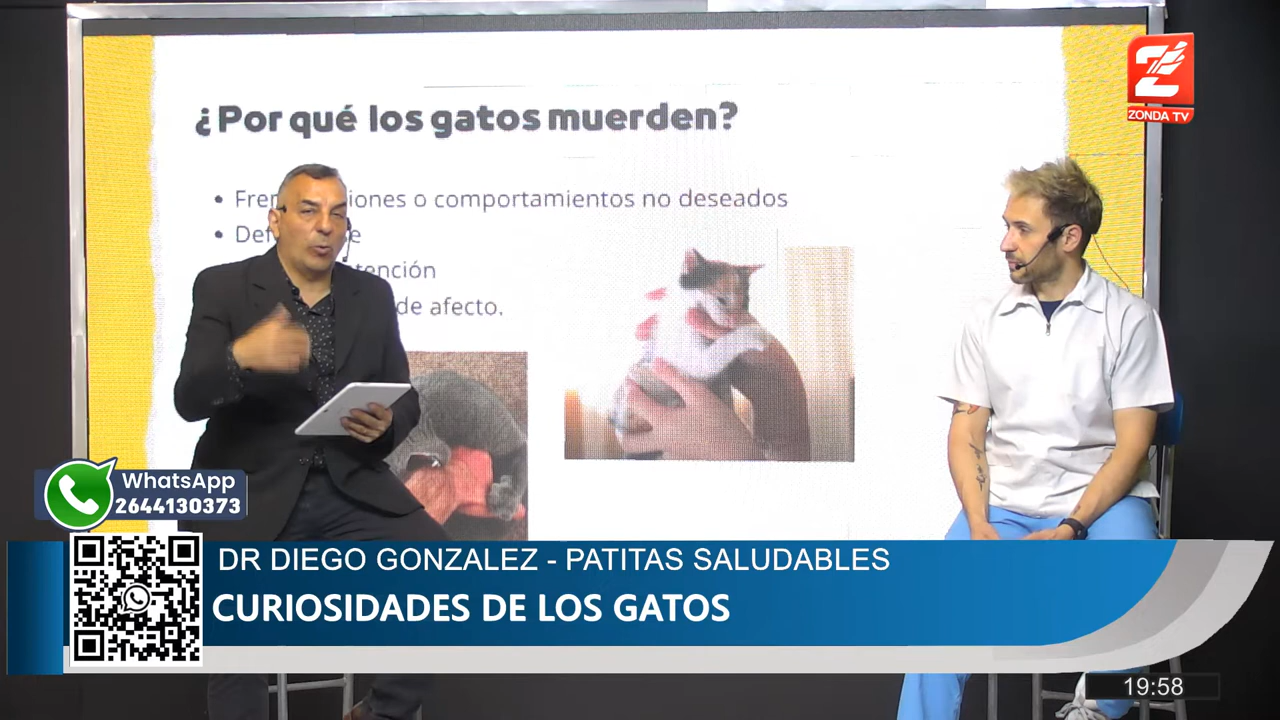 ZONDA TV
¿Por qué los gatos muerden?
• iones o comportamientos no deseados
•
de afecto.
WhatsApp
2644130373
DR DIEGO GONZALEZ - PATITAS SALUDABLES
CURIOSIDADES DE LOS GATOS
19:58